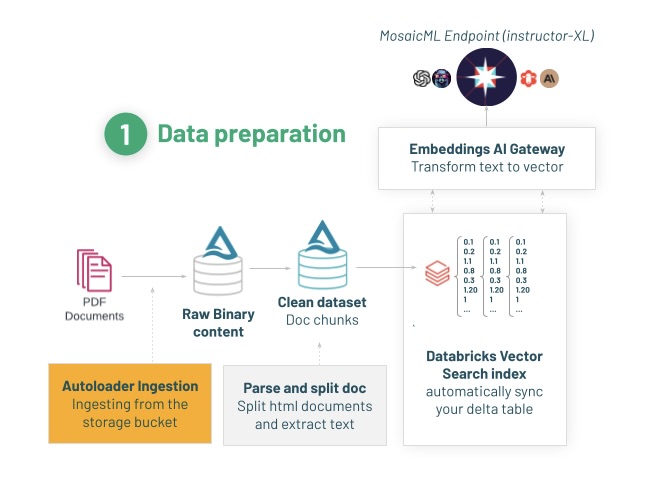 MosaicML Endpoint (instructor-XL)
1 Data preparation
Embeddings AI Gateway
Transform text to vector
PDF
Documents
Raw Binary
content
Clean dataset
Doc chunks
0.1 0.1 0.1
0.2 0.2 0.2
1.1 1.1 1.1
0.8 0.8 0.8
0.3 0.3 0.3
1.20 1.20 1.20
1 1 1
... ... ...
Databricks Vector
Search index
automatically sync
your delta table
Autoloader Ingestion
Ingesting from the
storage bucket
Parse and split doc
Split html documents
and extract text